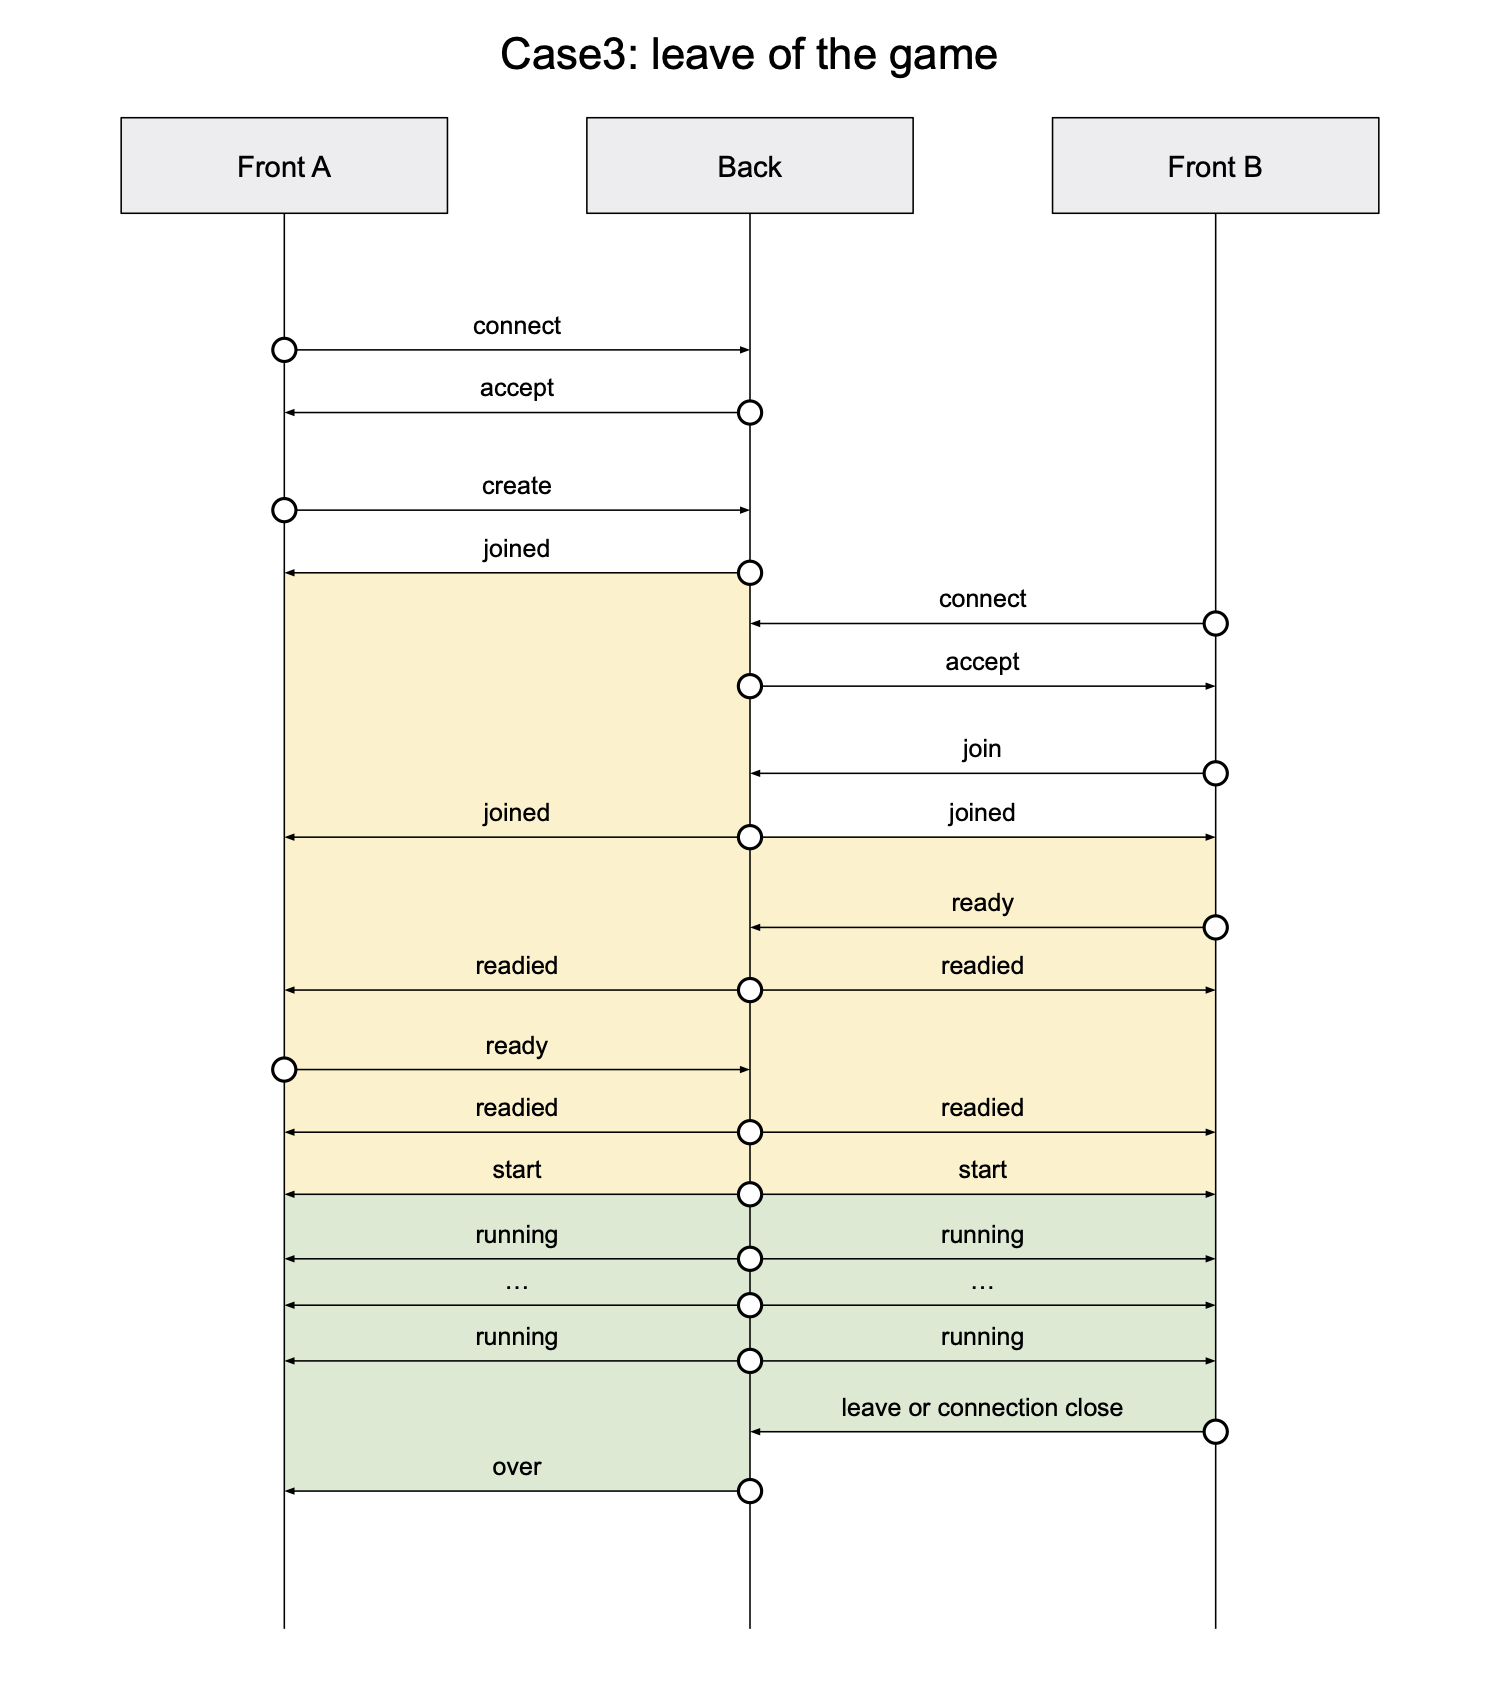 Case3: leave of the game
Front A
Back
Front B
connect
accept
create
joined
connect
accept
join
joined
joined
ready
readied
readied
ready
readied
readied
start
start
running
running
...
...
running
running
leave or connection close
over